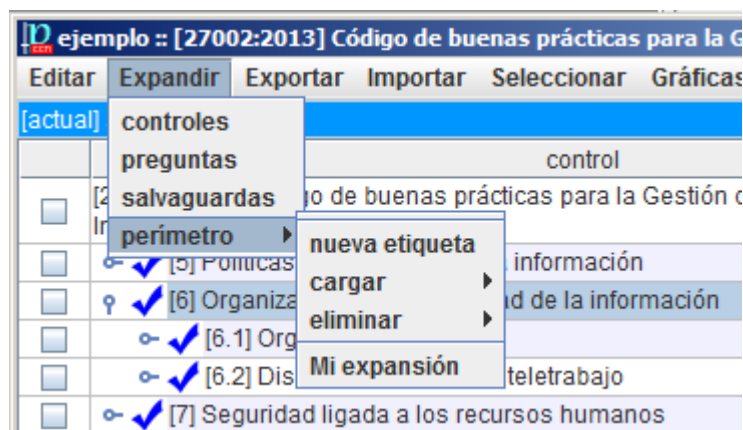 ejemplo :: [27002:2013] Código de buenas prácticas para la G
Editar Expandir Exportar Importar Seleccionar Gráficas
[actual]
controles
preguntas
salvaguardas
perímetro
nueva etiqueta
cargar
eliminar
Mi expansión
control
go de buenas prácticas para la Gestión
[5] Políticas información
[6] Organiza d de la información
[6.1] Org
[6.2] Dis teletrabajo
[7] Seguridad ligada a los recursos humanos